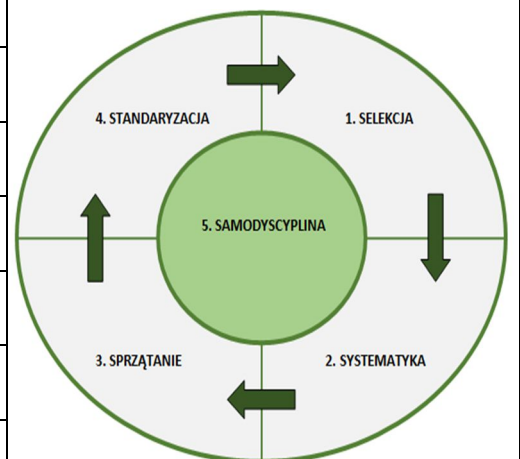 4. STANDARYZACJA
1. SELEKCJA
5. SAMODYSCYPLINA
3. SPRZĄTANIE
2. SYSTEMATYKA